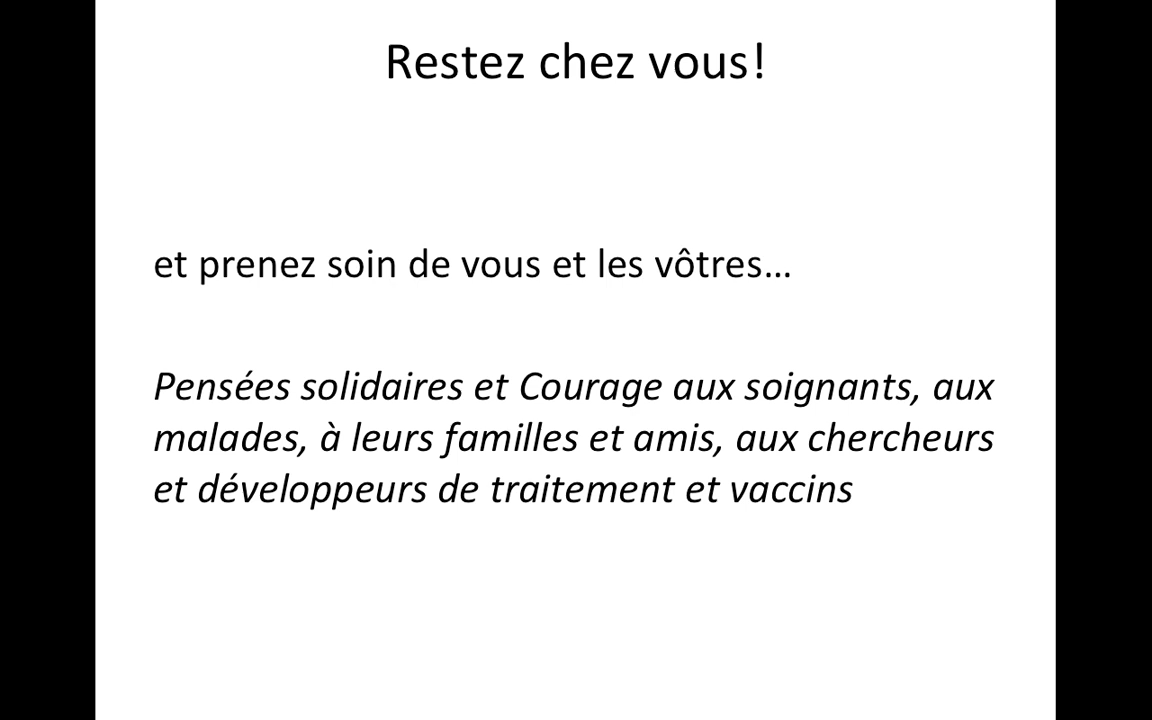 Restez chez vous!
et prenez soin de vous et les vôtres…
Pensées solidaires et Courage aux soignants, aux
malades, à leurs familles et amis, aux chercheurs
et développeurs de traitement et vaccins